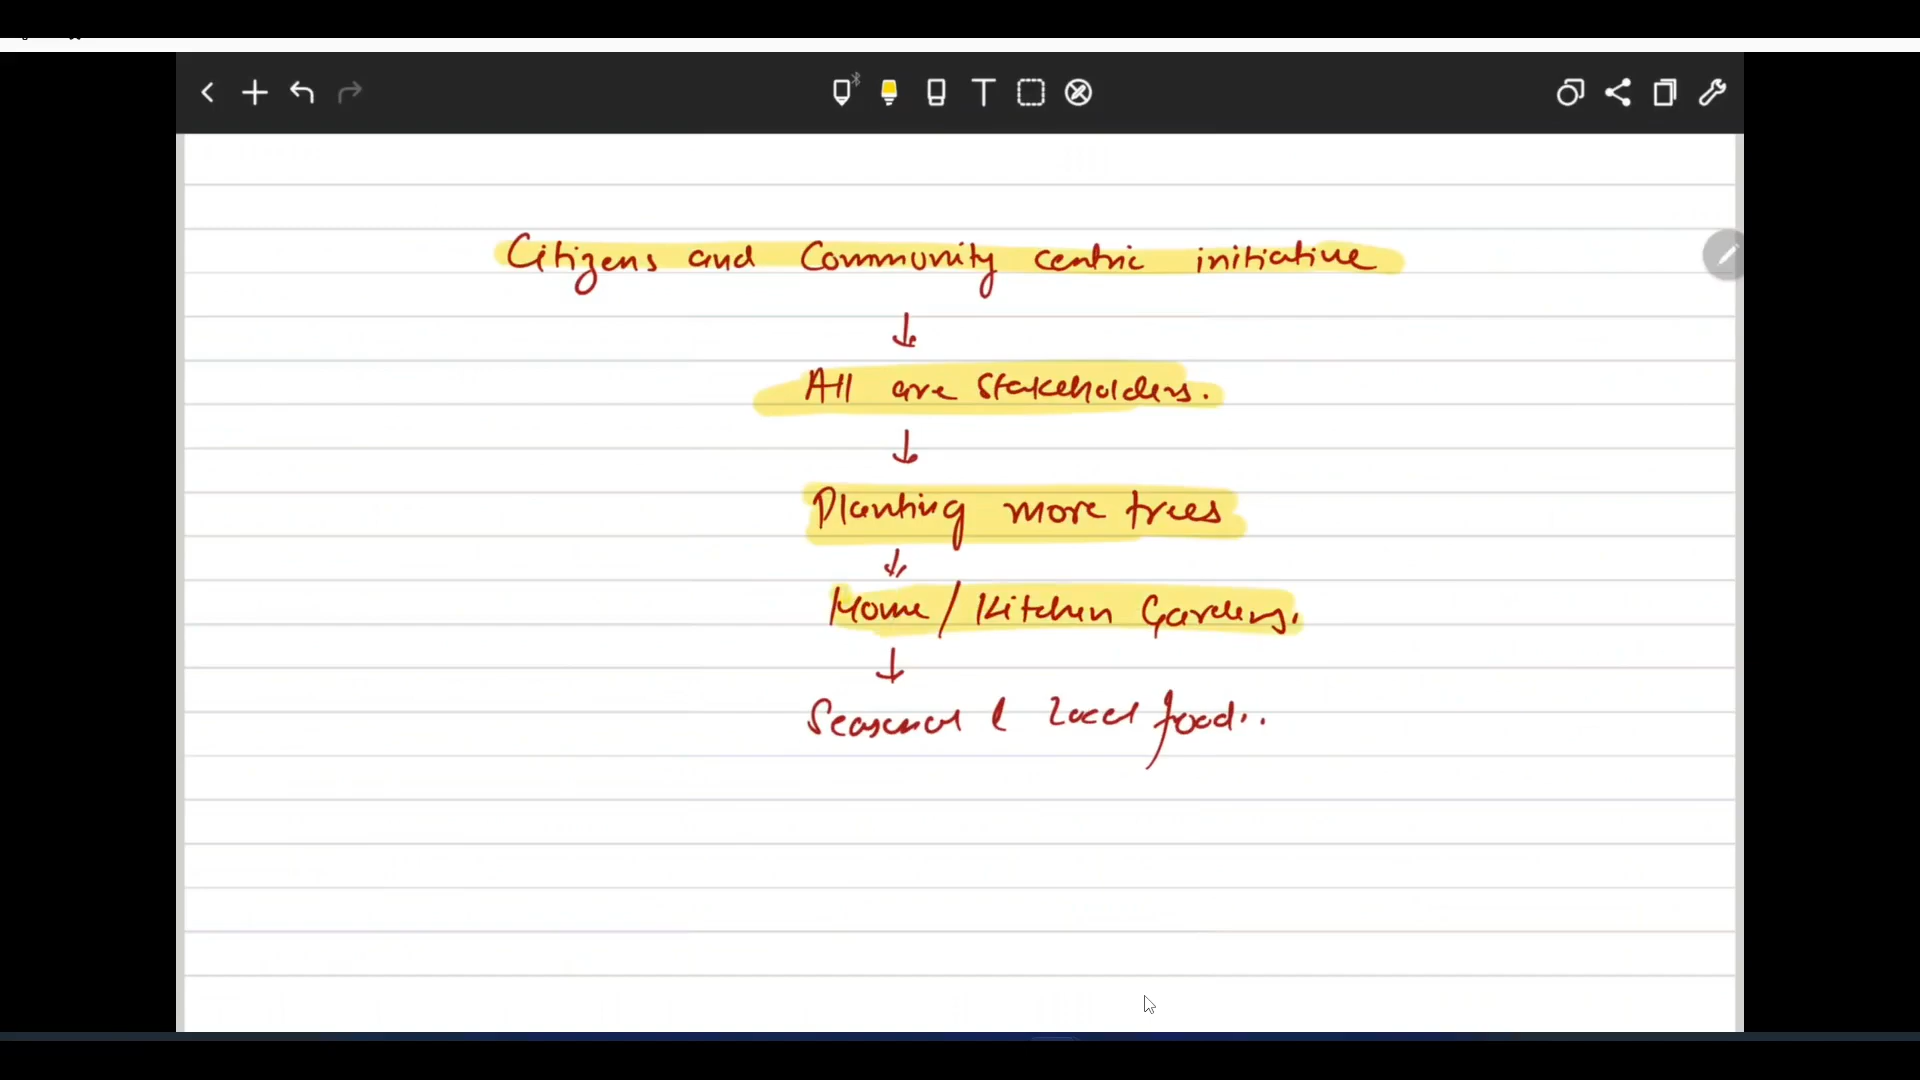 Citizens and Community centric initiative
↓
All are stakeholders.
↓
Planting more trees
↓
Home/Kitchen Gardens.
↓
Seasonal & local food..